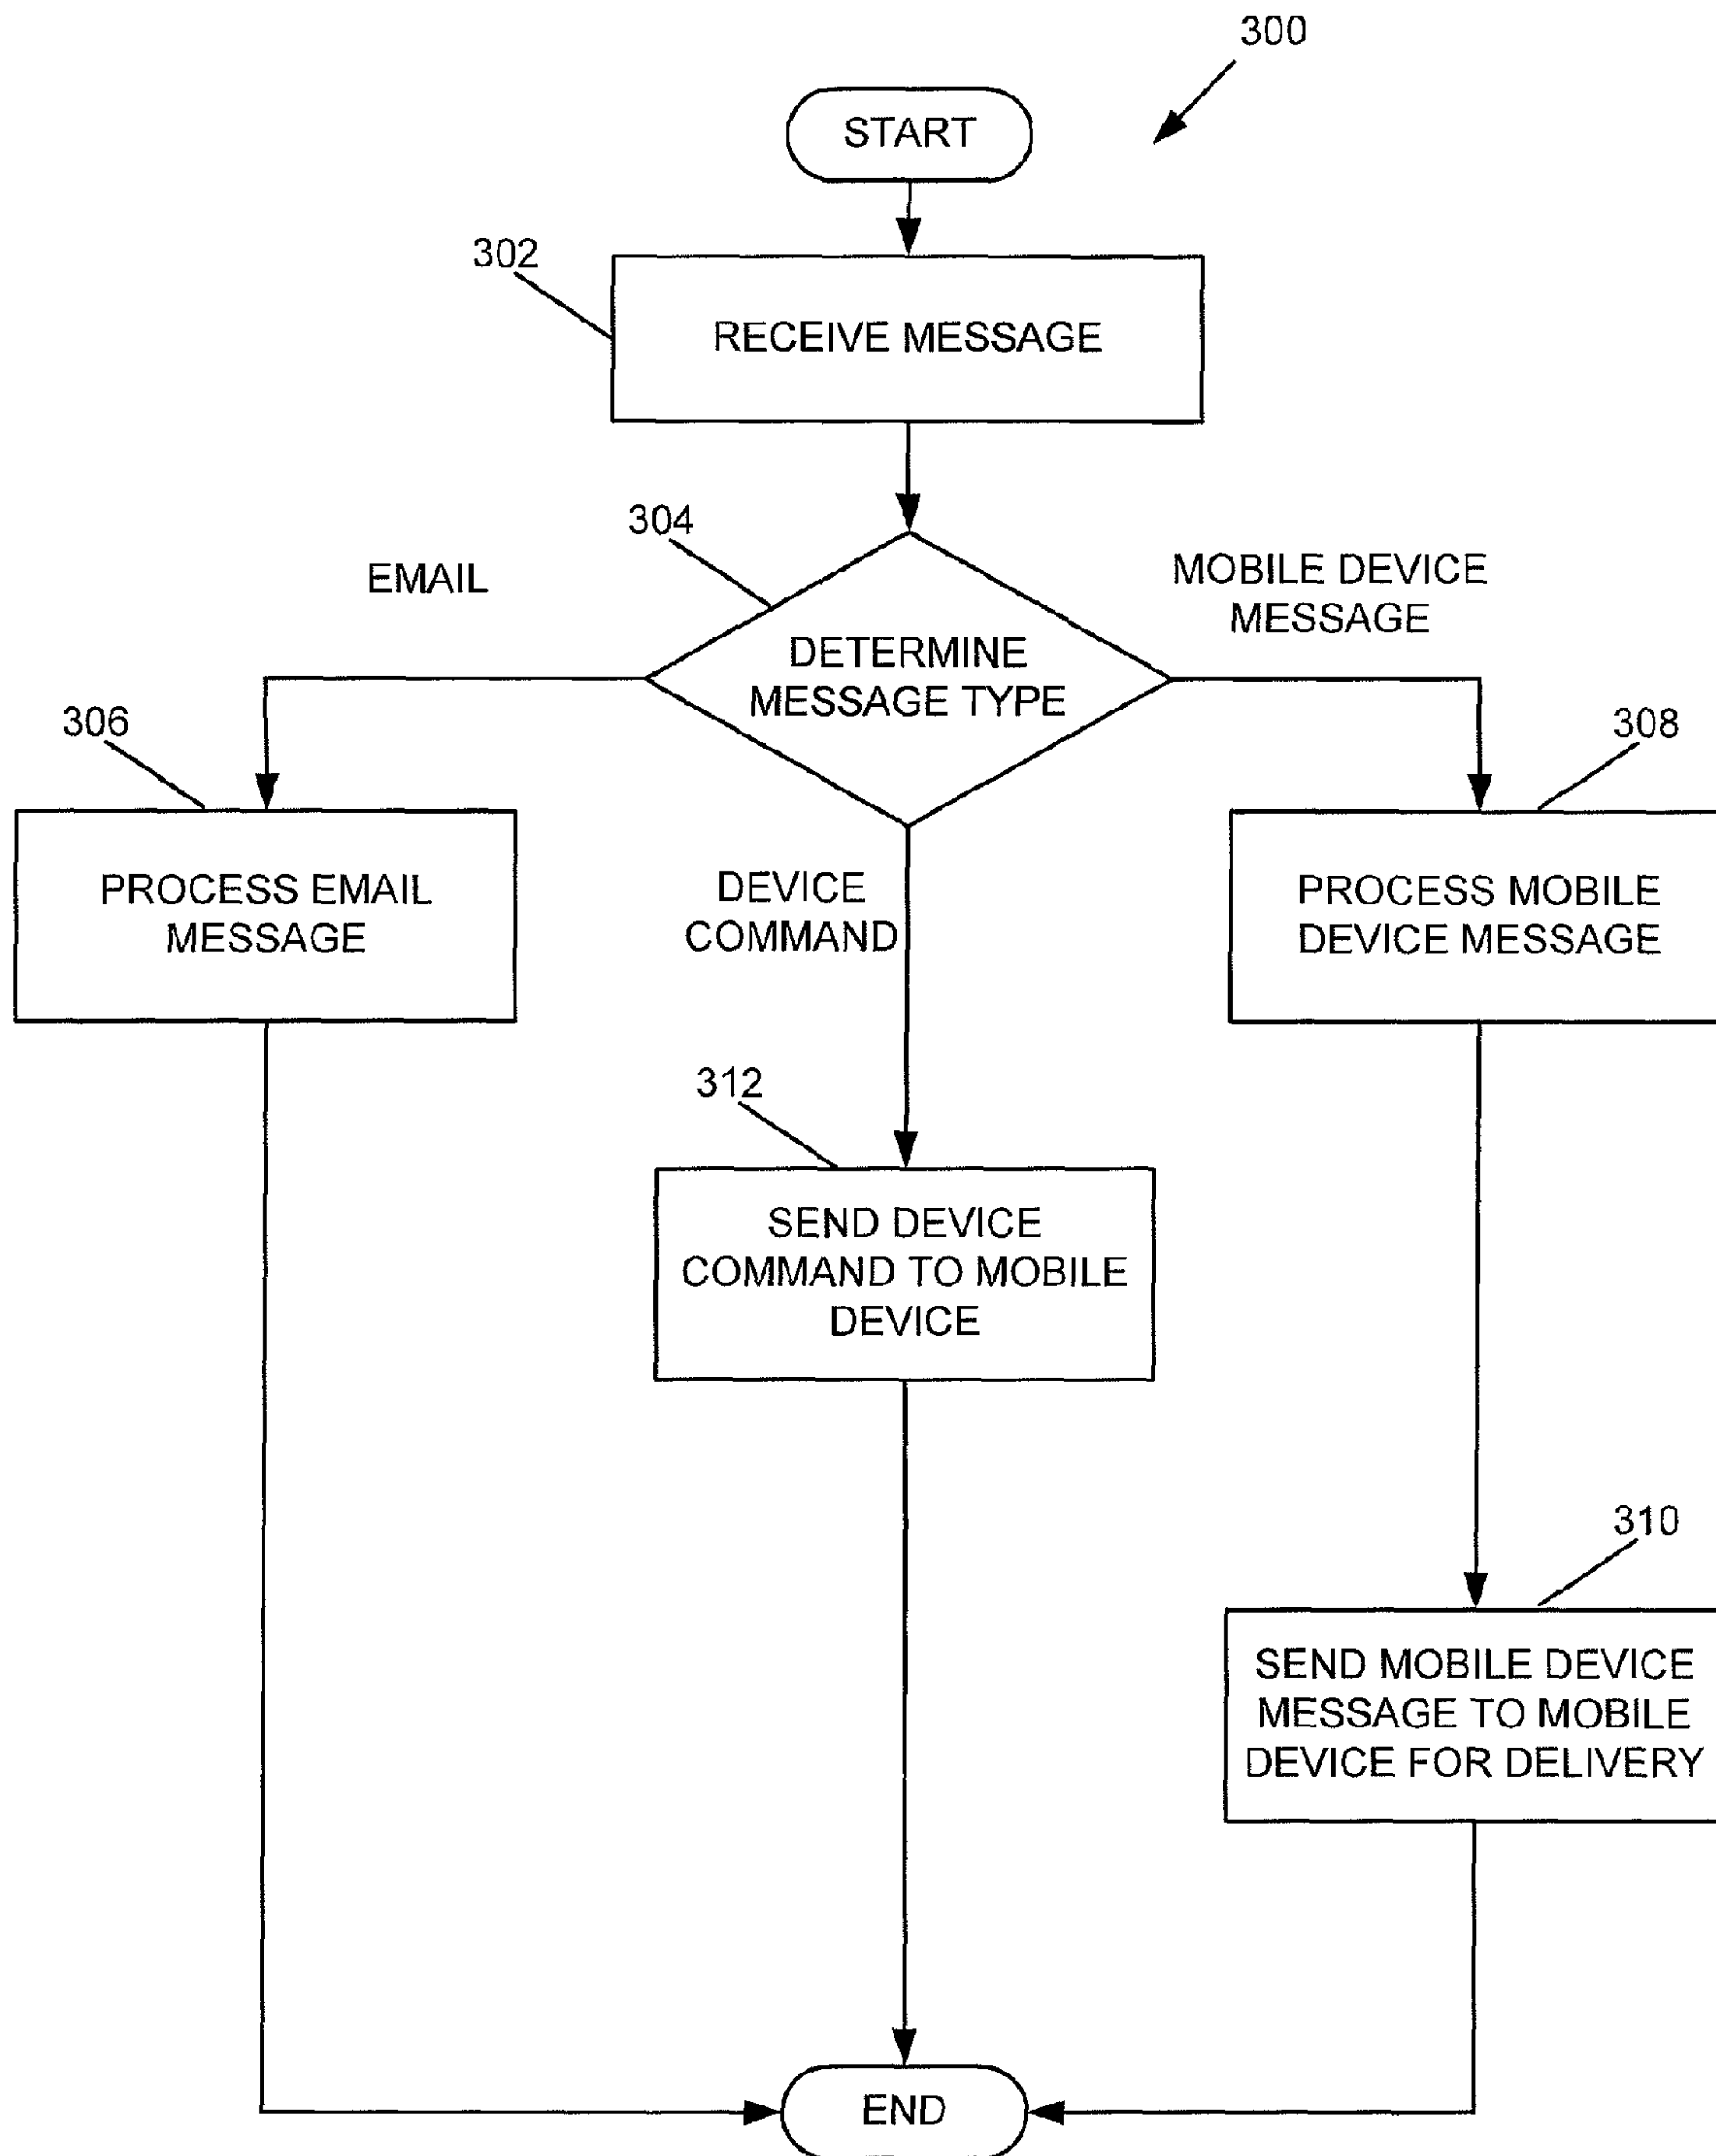 300
START
302
RECEIVE MESSAGE
304
EMAIL
MOBILE DEVICE
MESSAGE
DETERMINE
MESSAGE TYPE
306
308
PROCESS EMAIL
MESSAGE
DEVICE
COMMAND
PROCESS MOBILE
DEVICE MESSAGE
312
SEND DEVICE
COMMAND TO MOBILE
DEVICE
310
SEND MOBILE DEVICE
MESSAGE TO MOBILE
DEVICE FOR DELIVERY
END